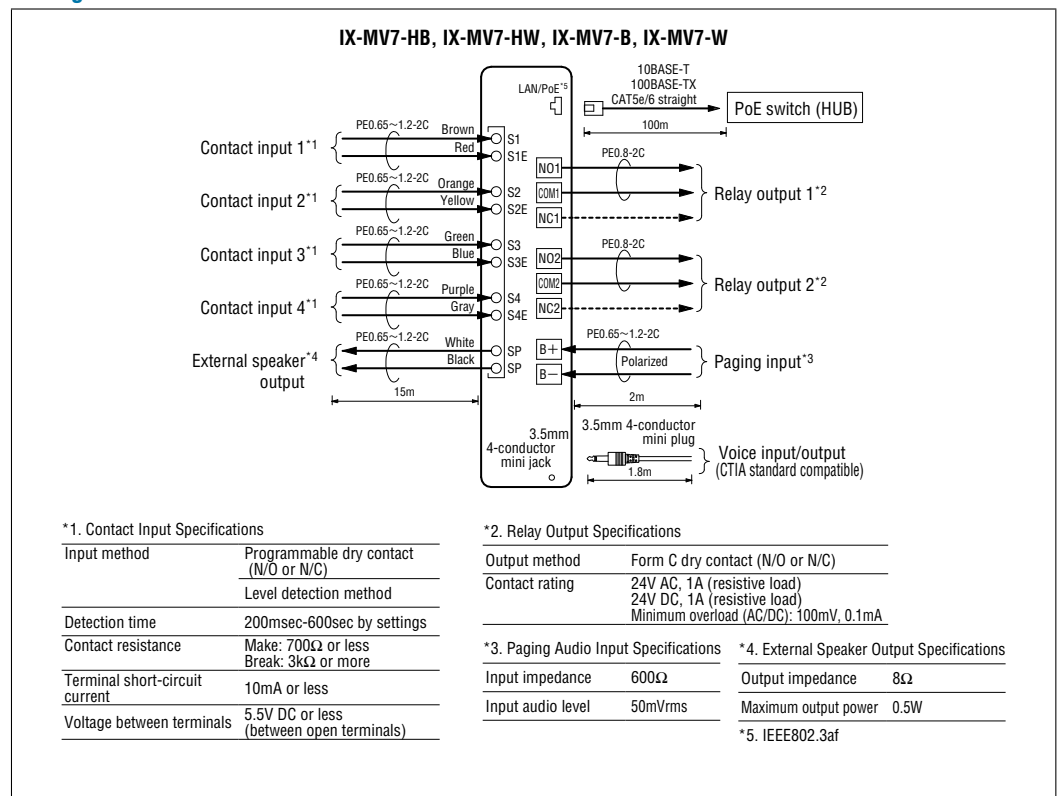 IX-MV7-HB, IX-MV7-HW, IX-MV7-B, IX-MV7-W
LAN/PoE*5
10BASE-T
100BASE-TX
CAT5e/6 straight
PoE switch (HUB)
100m
Contact input 1*1
PE0.65~1.2-2C
Brown
Red
S1
S1E
Contact input 2*1
PE0.65~1.2-2C
Orange
Yellow
S2
S2E
Contact input 3*1
PE0.65~1.2-2C
Green
Blue
S3
S3E
Contact input 4*1
PE0.65~1.2-2C
Purple
Gray
S4
S4E
External speaker*4
output
PE0.65~1.2-2C
White
Black
SP
SP
15m
NO1
COM1
NC1
PE0.8-2C
Relay output 1*2
NO2
COM2
NC2
PE0.8-2C
Relay output 2*2
B+
B−
PE0.65~1.2-2C
Polarized
Paging input*3
2m
3.5mm
4-conductor
mini jack
3.5mm 4-conductor
mini plug
1.8m
Voice input/output
(CTIA standard compatible)
*1. Contact Input Specifications
Input method Programmable dry contact
(N/O or N/C)
Level detection method
Detection time 200msec-600sec by settings
Contact resistance Make: 700Ω or less
Break: 3kΩ or more
Terminal short-circuit
current 10mA or less
Voltage between terminals 5.5V DC or less
(between open terminals)
*2. Relay Output Specifications
Output method Form C dry contact (N/O or N/C)
Contact rating 24V AC, 1A (resistive load)
24V DC, 1A (resistive load)
Minimum overload (AC/DC): 100mV, 0.1mA
*3. Paging Audio Input Specifications
Input impedance 600Ω
Input audio level 50mVrms
*4. External Speaker Output Specifications
Output impedance 8Ω
Maximum output power 0.5W
*5. IEEE802.3af